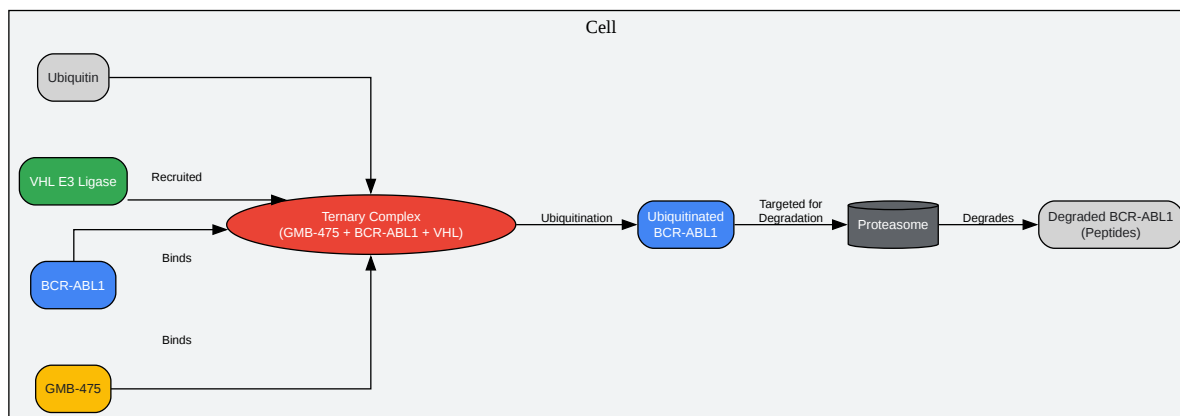 Cell
Ubiquitin
VHL E3 Ligase
Recruited
Ternary Complex
(GMB-475 + BCR-ABL1 + VHL)
Ubiquitination
Ubiquitinated
BCR-ABL1
Targeted for
Degradation
Proteasome
Degrades
Degraded BCR-ABL1
(Peptides)
Binds
BCR-ABL1
Binds
GMB-475